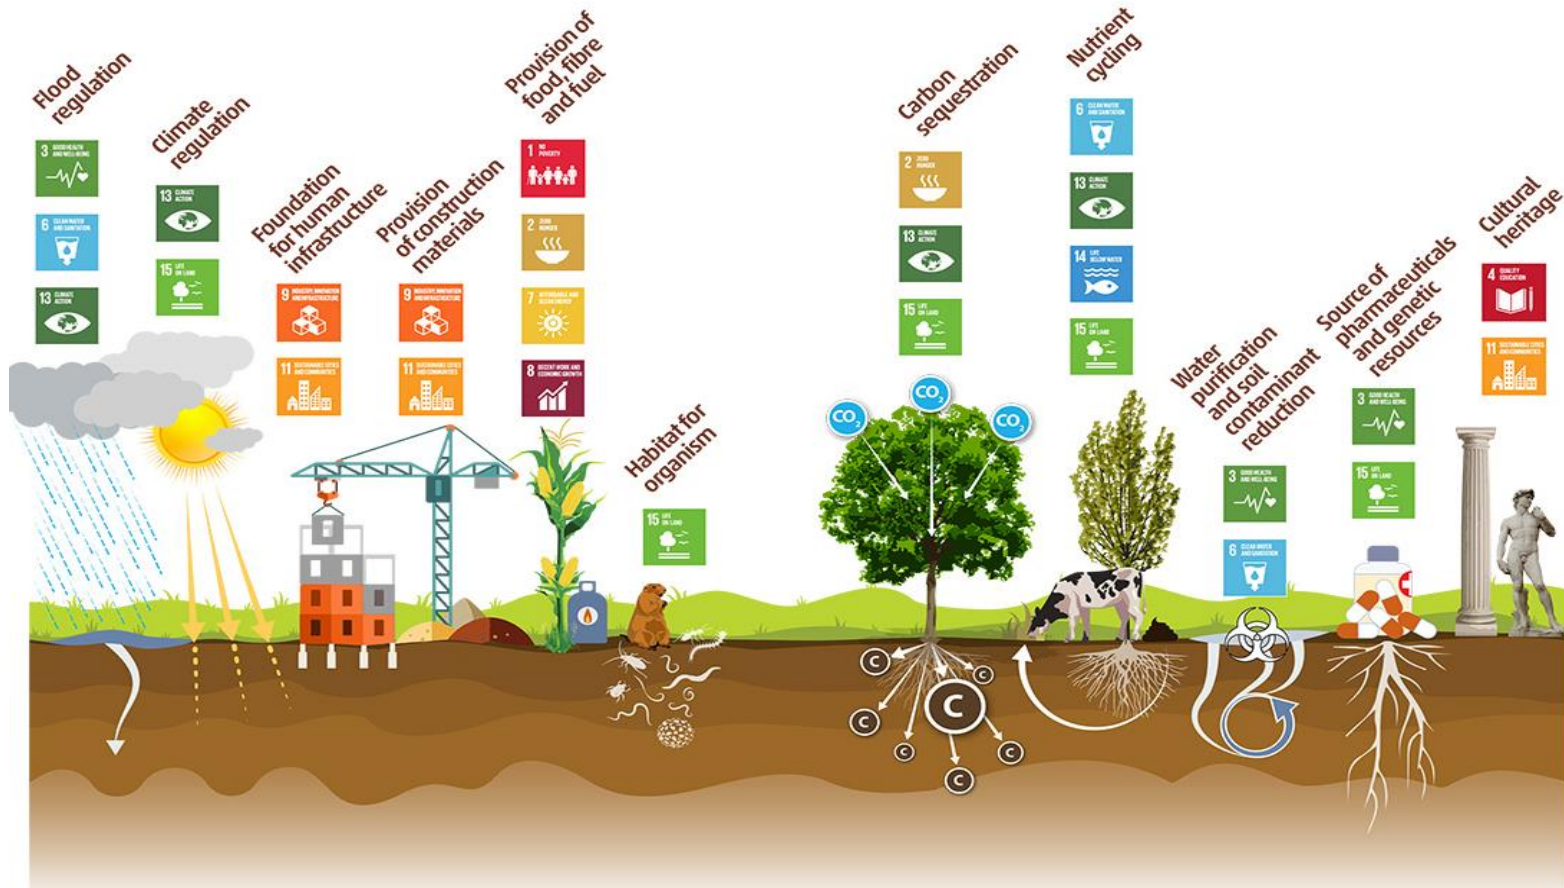 Flood
regulation
3 GOOD HEALTH
AND WELL-BEING
6 CLEAN WATER
AND SANITATION
13 CLIMATE
ACTION
Climate
regulation
13 CLIMATE
ACTION
15 LIFE
ON LAND
Foundation
for human
infrastructure
9 INDUSTRY, INNOVATION
AND INFRASTRUCTURE
11 SUSTAINABLE CITIES
AND COMMUNITIES
Provision
of construction
materials
9 INDUSTRY, INNOVATION
AND INFRASTRUCTURE
11 SUSTAINABLE CITIES
AND COMMUNITIES
Provision of
food, fibre
and fuel
1 NO
POVERTY
2 ZERO
HUNGER
7 AFFORDABLE AND
CLEAN ENERGY
8 DECENT WORK AND
ECONOMIC GROWTH
Habitat for
organism
15 LIFE
ON LAND
Carbon
sequestration
2 ZERO
HUNGER
13 CLIMATE
ACTION
15 LIFE
ON LAND
CO2
CO2
CO2
C
C
C
C
C
C
C
Nutrient
cycling
6 CLEAN WATER
AND SANITATION
13 CLIMATE
ACTION
14 LIFE
BELOW WATER
15 LIFE
ON LAND
Water
purification
and soil
contaminant
reduction
3 GOOD HEALTH
AND WELL-BEING
6 CLEAN WATER
AND SANITATION
Source of
pharmaceuticals
and genetic
resources
3 GOOD HEALTH
AND WELL-BEING
15 LIFE
ON LAND
Cultural
heritage
4 QUALITY
EDUCATION
11 SUSTAINABLE CITIES
AND COMMUNITIES